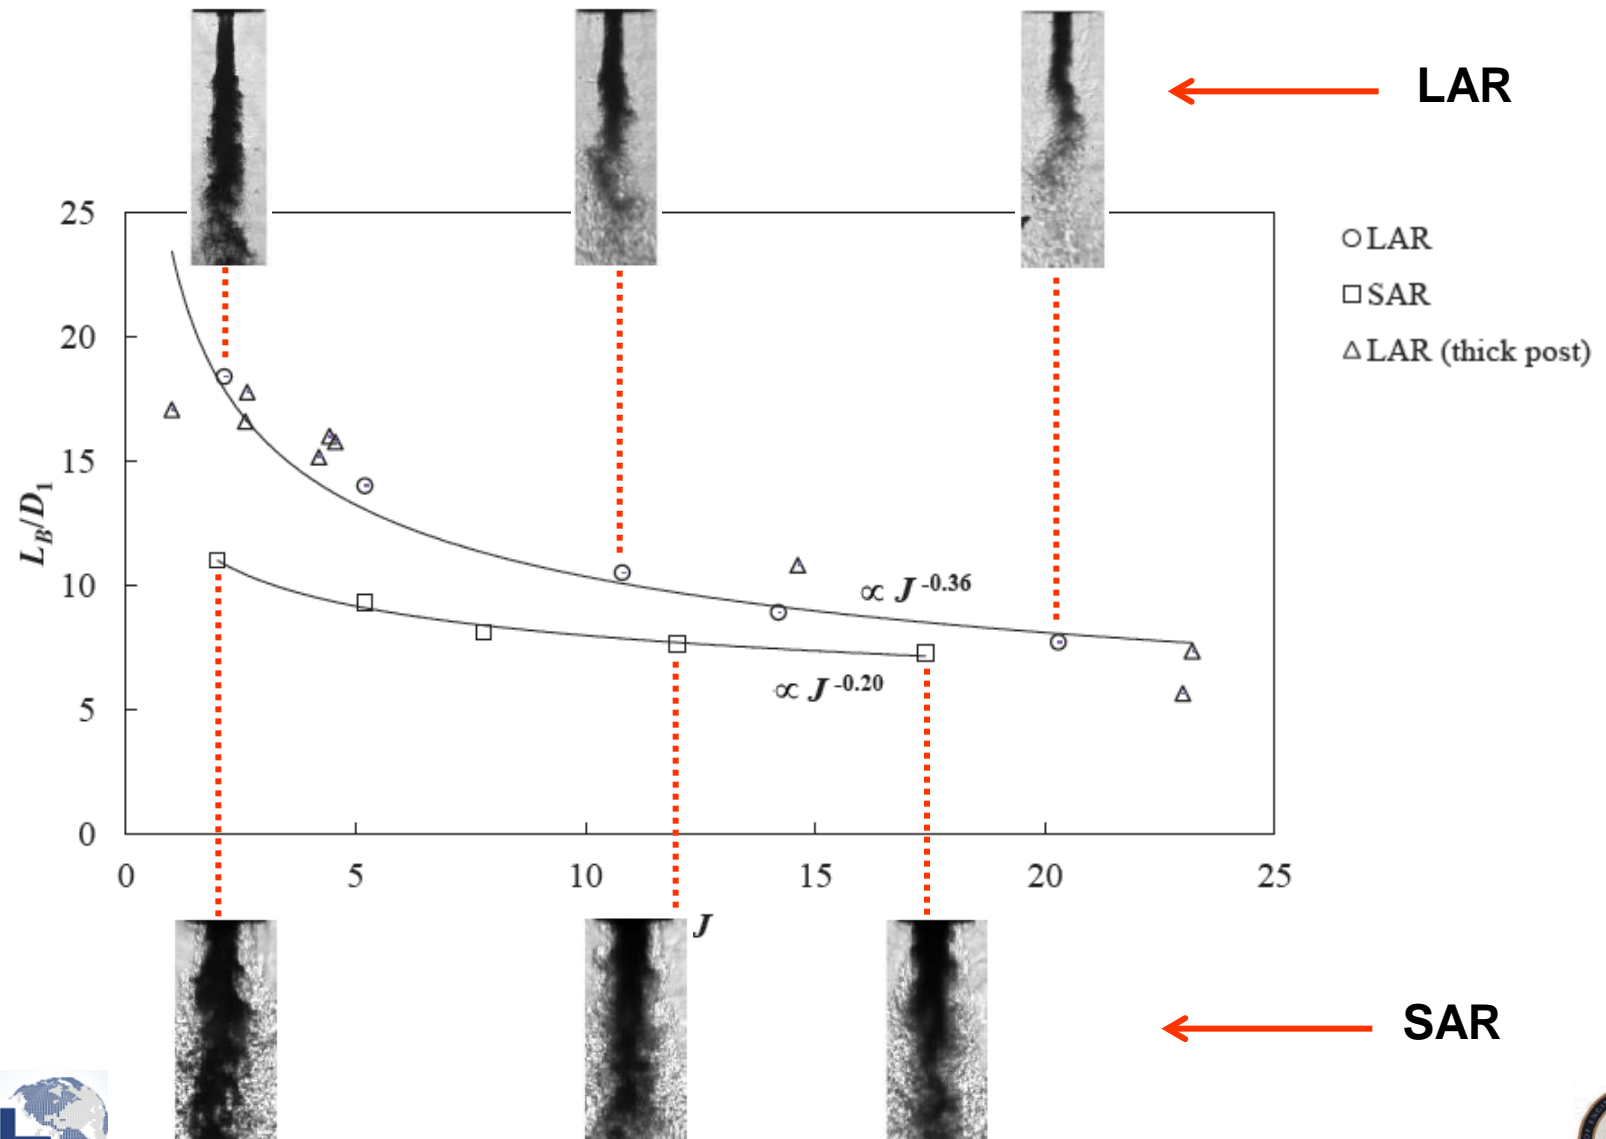 LAR
25
20
15
10
5
0
L_B/D_1
0 5 10 15 20 25
J
○ LAR
□ SAR
△ LAR (thick post)
∝ J^-0.36
∝ J^-0.20
SAR